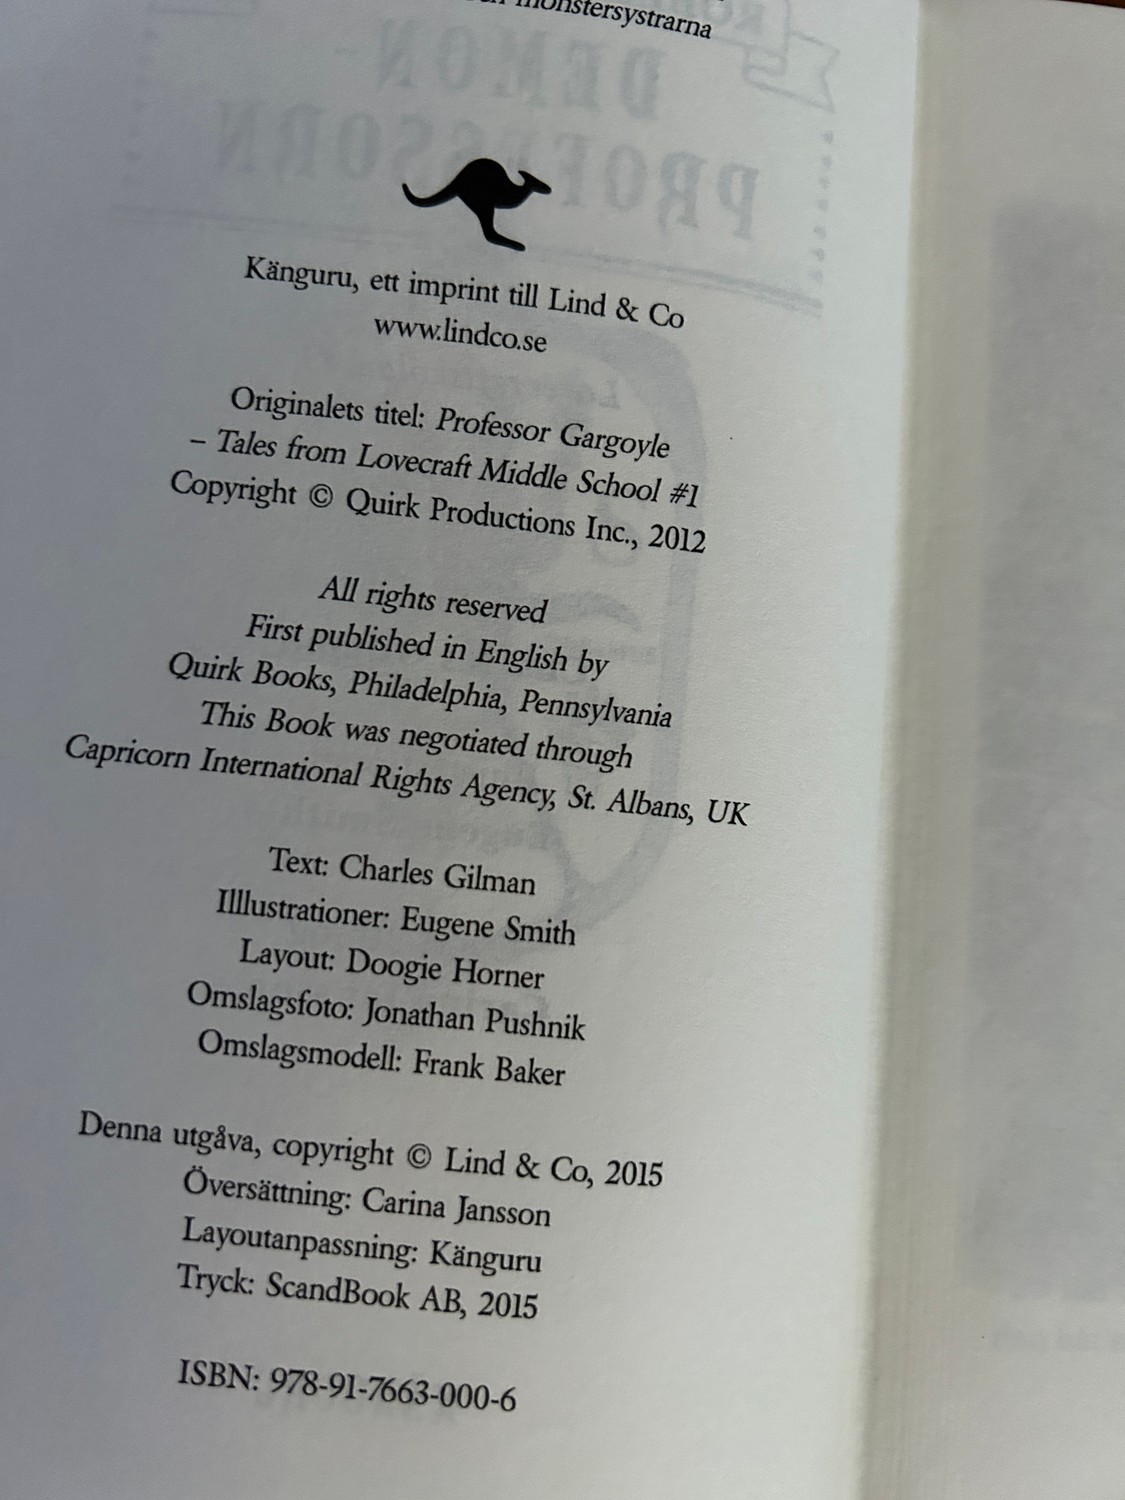 monstersystrarna
DEMON-
PROFESSORN
Känguru, ett imprint till Lind & Co
www.lindco.se
Originalets titel: Professor Gargoyle
– Tales from Lovecraft Middle School #1
Copyright © Quirk Productions Inc., 2012
All rights reserved
First published in English by
Quirk Books, Philadelphia, Pennsylvania
This Book was negotiated through
Capricorn International Rights Agency, St. Albans, UK
Text: Charles Gilman
Illlustrationer: Eugene Smith
Layout: Doogie Horner
Omslagsfoto: Jonathan Pushnik
Omslagsmodell: Frank Baker
Denna utgåva, copyright © Lind & Co, 2015
Översättning: Carina Jansson
Layoutanpassning: Känguru
Tryck: ScandBook AB, 2015
ISBN: 978-91-7663-000-6